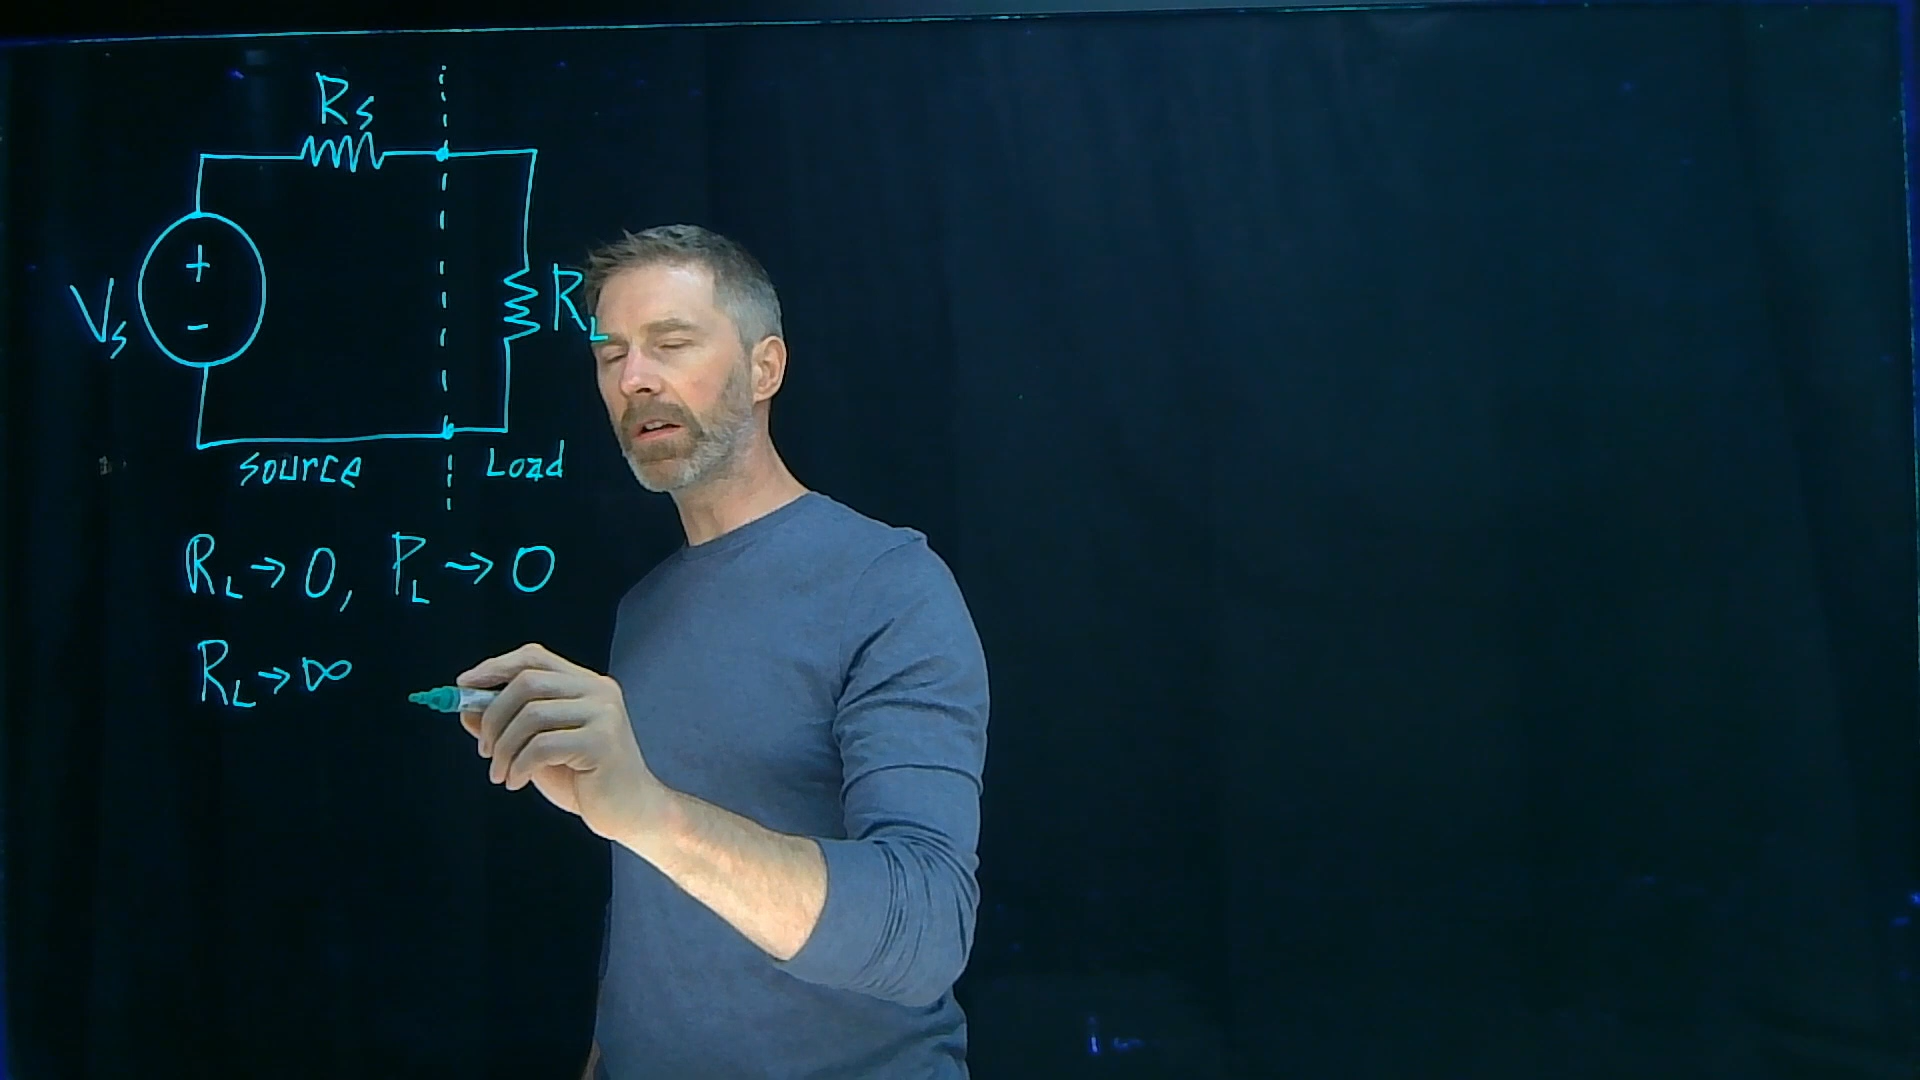 Rs
+
-
Vs
RL
source
Load
RL→0, PL→0
RL→∞